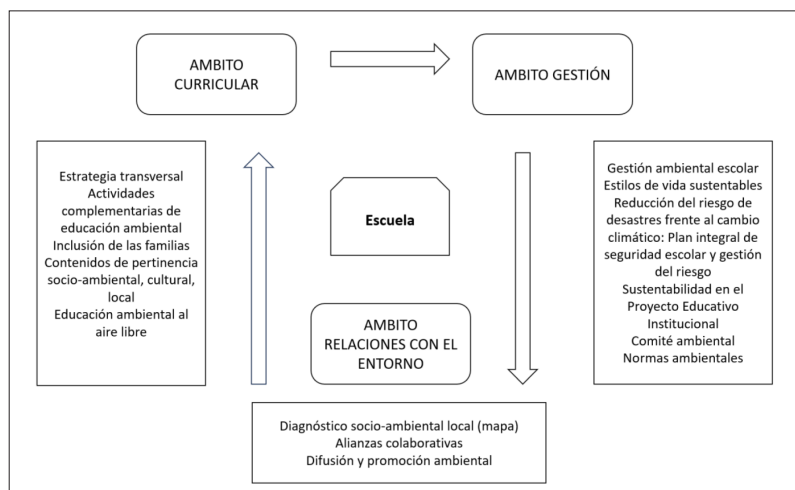 AMBITO
CURRICULAR
AMBITO GESTIÓN
Estrategia transversal
Actividades
complementarias de
educación ambiental
Inclusión de las familias
Contenidos de pertinencia
socio-ambiental, cultural,
local
Educación ambiental al
aire libre
Escuela
Gestión ambiental escolar
Estilos de vida sustentables
Reducción del riesgo de
desastres frente al cambio
climático: Plan integral de
seguridad escolar y gestión
del riesgo
Sustentabilidad en el
Proyecto Educativo
Institucional
Comité ambiental
Normas ambientales
AMBITO
RELACIONES CON EL
ENTORNO
Diagnóstico socio-ambiental local (mapa)
Alianzas colaborativas
Difusión y promoción ambiental